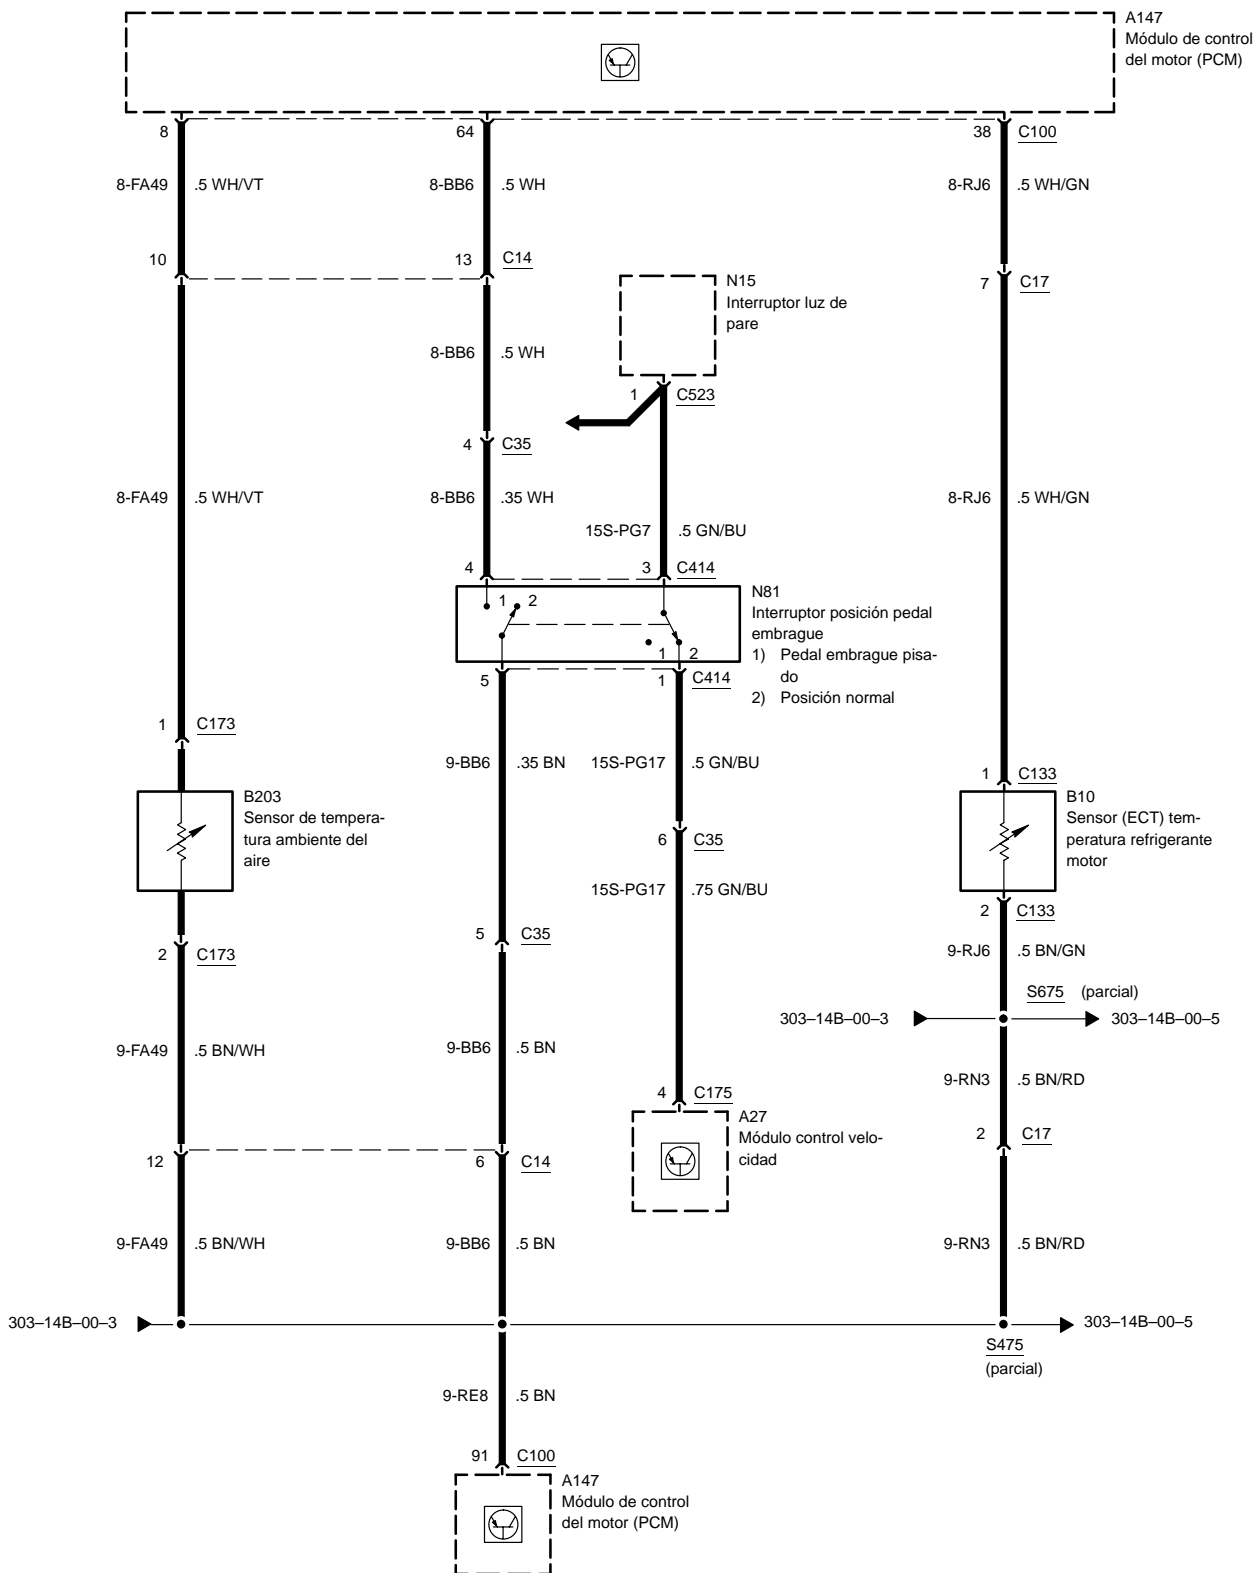 A147
Módulo de control
del motor (PCM)
8
64
38 C100
8-FA49 .5 WH/VT
8-BB6 .5 WH
8-RJ6 .5 WH/GN
10
13 C14
7 C17
N15
Interruptor luz de
pare
8-BB6 .5 WH
1 C523
4 C35
8-FA49 .5 WH/VT
8-BB6 .35 WH
8-RJ6 .5 WH/GN
15S-PG7 .5 GN/BU
4
3 C414
1 2
1 2
N81
Interruptor posición pedal
embrague
1) Pedal embrague pisa-
do
2) Posición normal
5
1 C414
1 C173
9-BB6 .35 BN
15S-PG17 .5 GN/BU
1 C133
B203
Sensor de tempera-
tura ambiente del
aire
B10
Sensor (ECT) tem-
peratura refrigerante
motor
6 C35
15S-PG17 .75 GN/BU
2 C133
5 C35
2 C173
9-RJ6 .5 BN/GN
S675 (parcial)
303–14B–00–3
303–14B–00–5
9-FA49 .5 BN/WH
9-BB6 .5 BN
9-RN3 .5 BN/RD
4 C175
A27
Módulo control velo-
cidad
2 C17
12
6 C14
9-FA49 .5 BN/WH
9-BB6 .5 BN
9-RN3 .5 BN/RD
303–14B–00–3
303–14B–00–5
S475
(parcial)
9-RE8 .5 BN
91 C100
A147
Módulo de control
del motor (PCM)